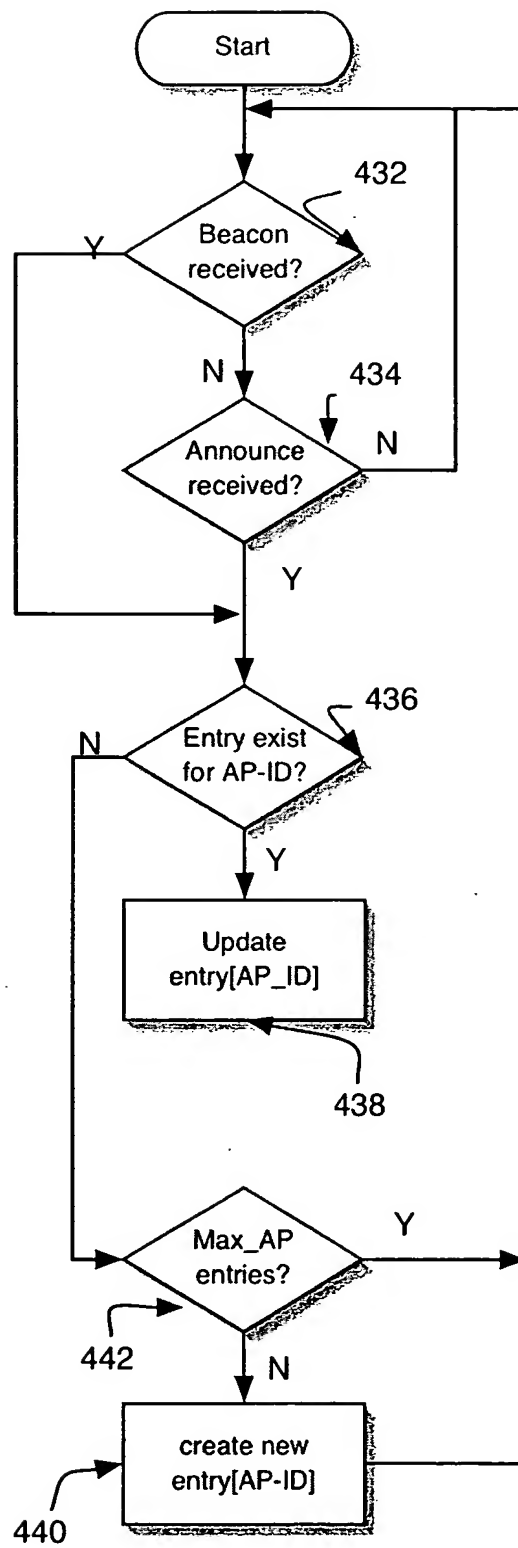 Start
432
Beacon
received?
Y
N
434
Announce
received?
N
Y
436
Entry exist
for AP-ID?
N
Y
Update
entry[AP_ID]
438
Max_AP
entries?
Y
442
N
create new
entry[AP-ID]
440